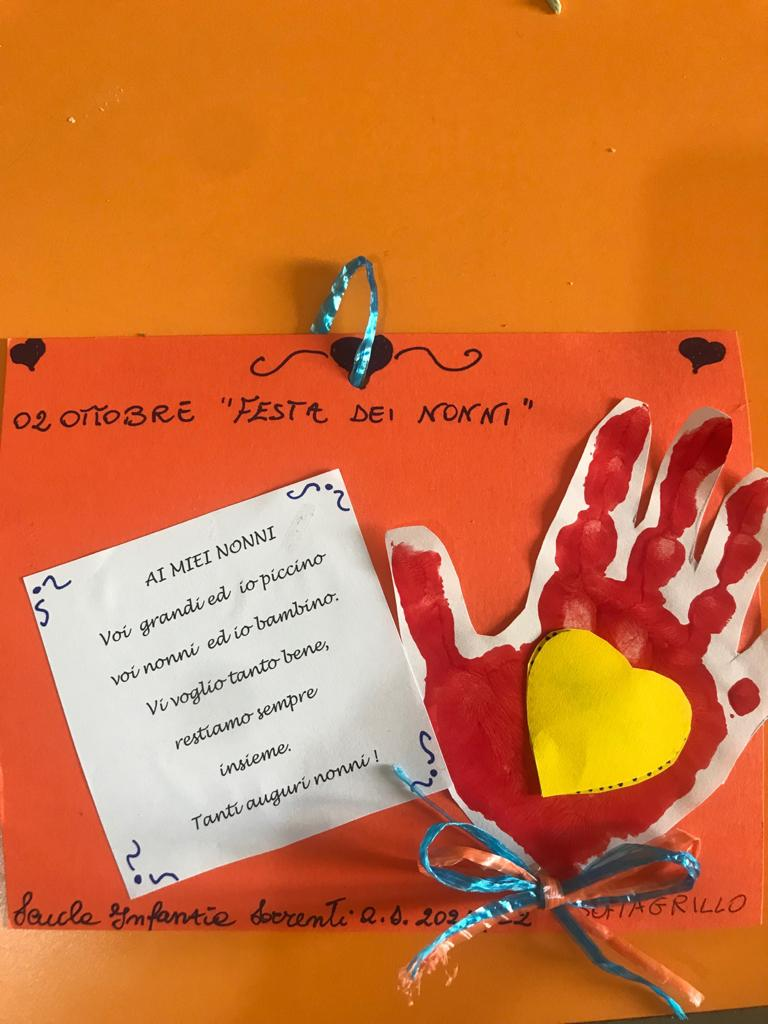 02 OTTOBRE "FESTA DEI NONNI"
AI MIEI NONNI
Voi grandi ed io piccino
voi nonni ed io bambino.
Vi voglio tanto bene,
restiamo sempre
insieme.
Tanti auguri nonni !
Scuola Infanzia Sorrenti a.s.
GRILLO